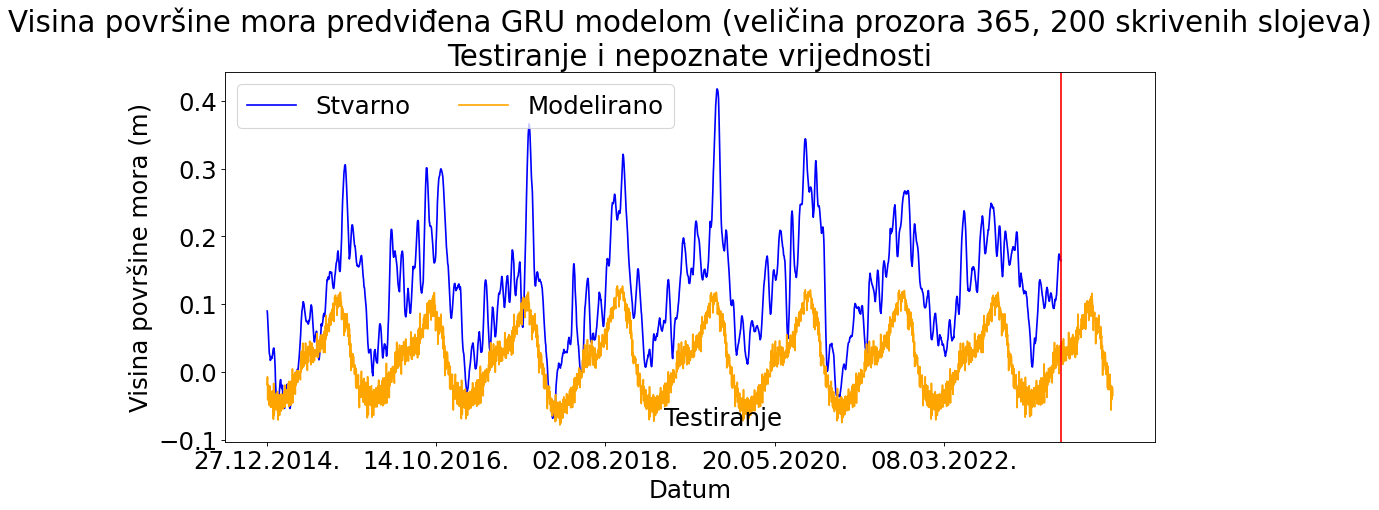 Visina površine mora predviđena GRU modelom (veličina prozora 365, 200 skrivenih slojeva)
Testiranje i nepoznate vrijednosti
Stvarno Modelirano
Visina površine mora (m)
0.4
0.3
0.2
0.1
0.0
−0.1
Testiranje
27.12.2014. 14.10.2016. 02.08.2018. 20.05.2020. 08.03.2022.
Datum